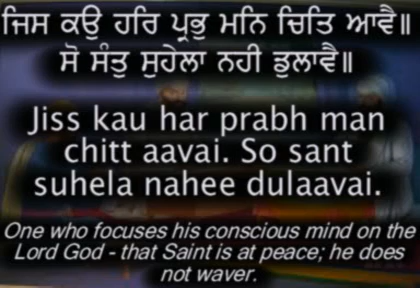 ਜਿਸ ਕਉ ਹਰਿ ਪ੍ਰਭੁ ਮਨਿ ਚਿਤਿ ਆਵੈ॥
ਸੋ ਸੰਤੁ ਸੁਹੇਲਾ ਨਹੀ ਡੁਲਾਵੈ॥
Jiss kau har prabh man
chitt aavai. So sant
suhela nahee dulaavai.
One who focuses his conscious mind on the
Lord God - that Saint is at peace; he does
not waver.